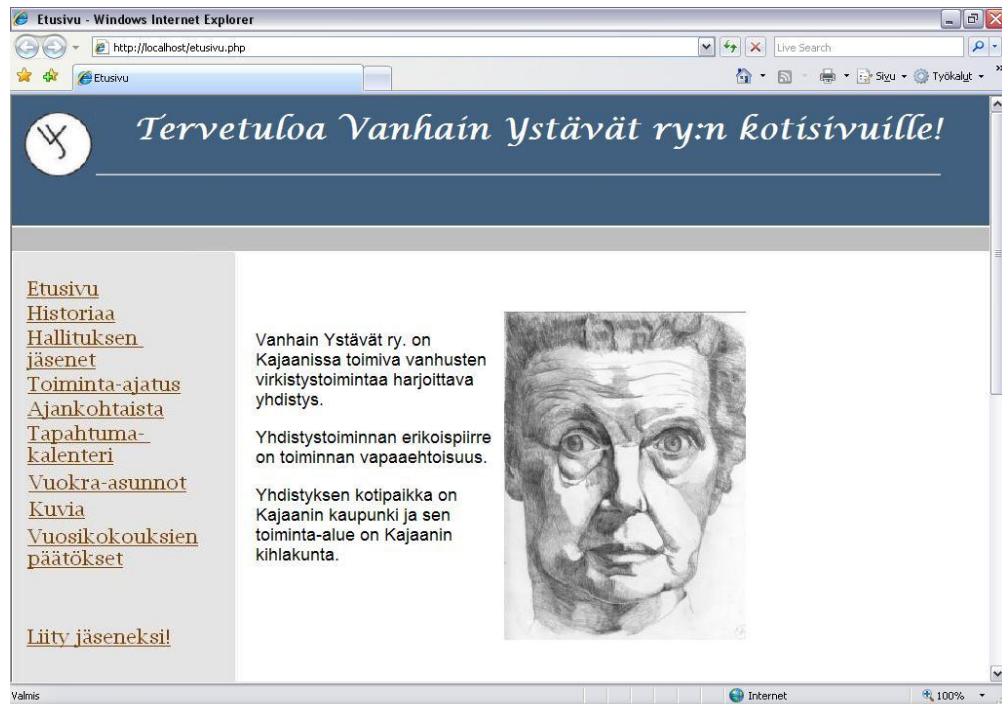 Etusivu - Windows Internet Explorer
http://localhost/etusivu.php
Live Search
Etusivu
Sivu
Työkalut
Tervetuloa Vanhain Ystävät ry:n kotisivuille!
Etusivu
Historiaa
Hallituksen
jäsenet
Toiminta-ajatus
Ajankohtaista
Tapahtuma-
kalenteri
Vuokra-asunnot
Kuvia
Vuosikokouksien
päätökset
Liity jäseneksi!
Vanhain Ystävät ry. on
Kajaanissa toimiva vanhusten
virkistystoimintaa harjoittava
yhdistys.
Yhdistystoiminnan erikoispiirre
on toiminnan vapaaehtoisuus.
Yhdistyksen kotipaikka on
Kajaanin kaupunki ja sen
toiminta-alue on Kajaanin
kihlakunta.
Valmis
Internet
100%